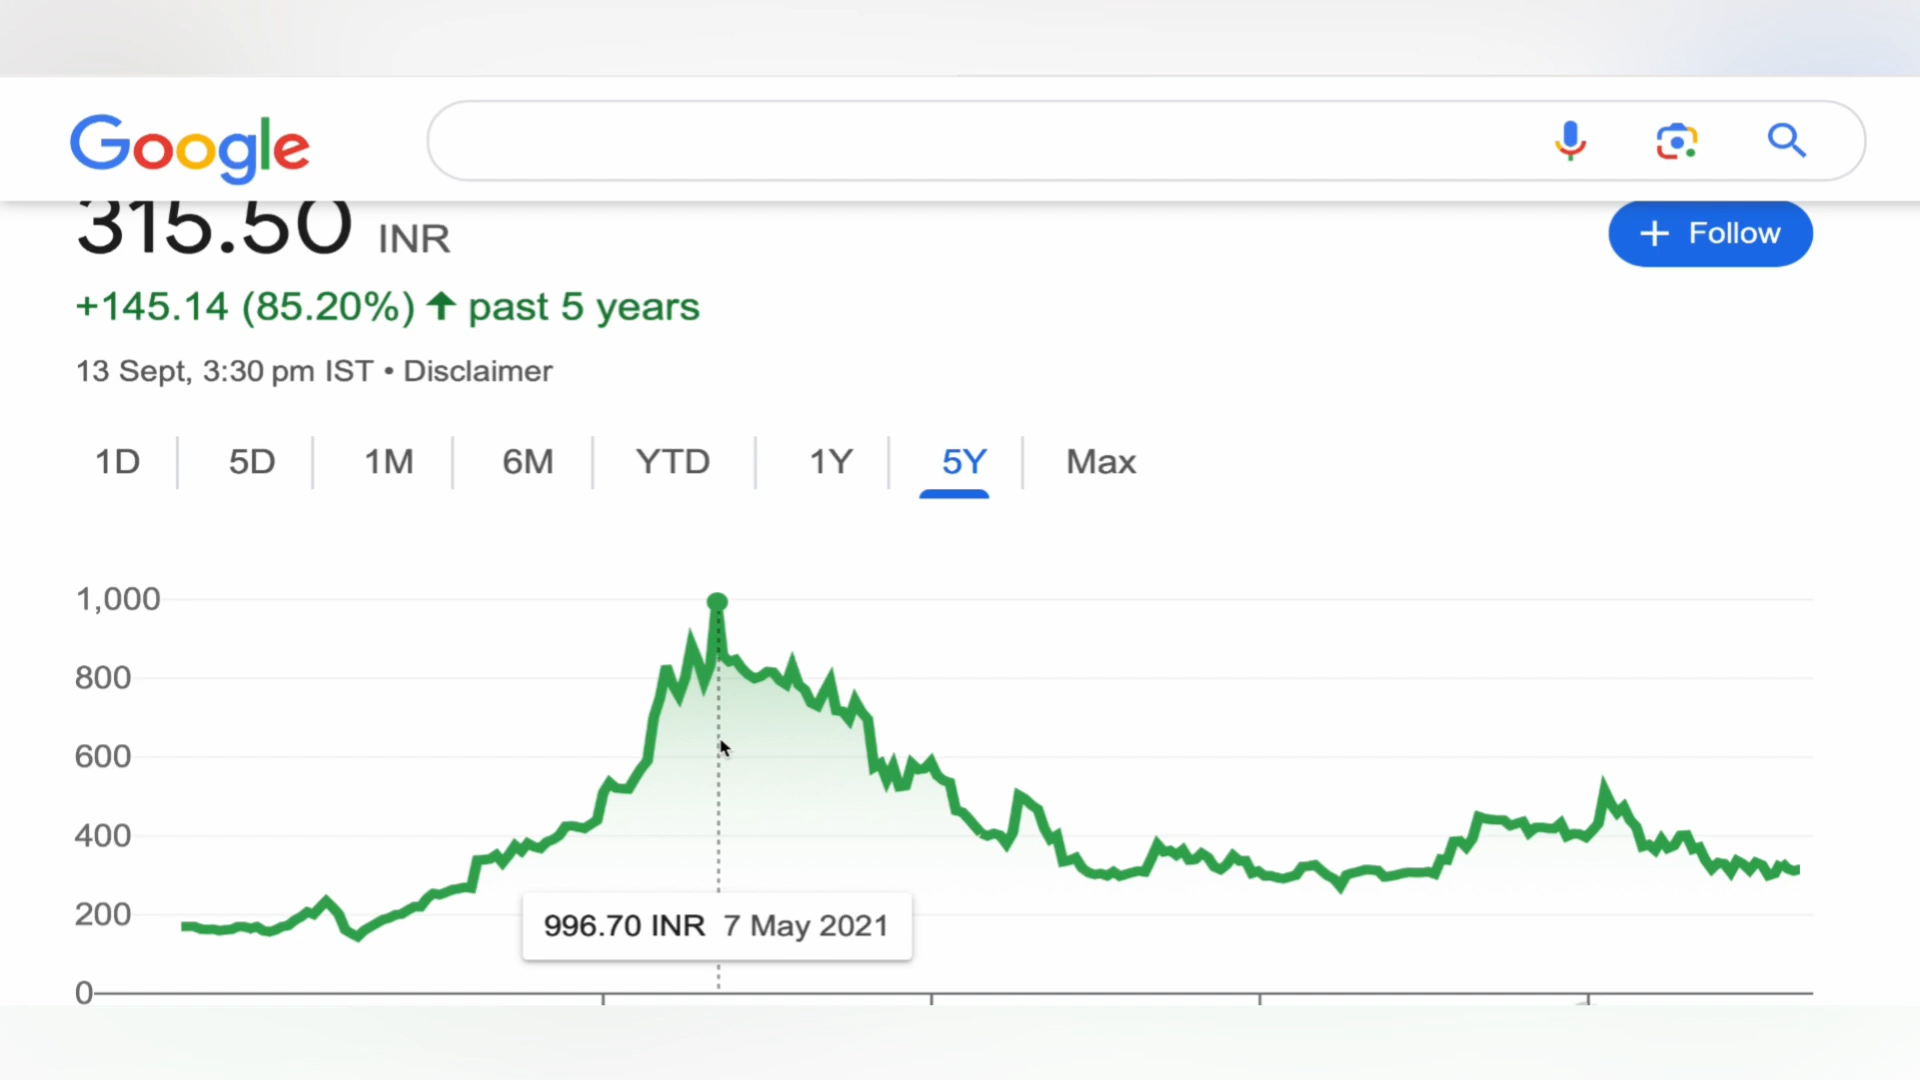 Google
315.50 INR
+ Follow
+145.14 (85.20%) ↑ past 5 years
13 Sept, 3:30 pm IST • Disclaimer
1D 5D 1M 6M YTD 1Y 5Y Max
1,000
800
600
400
200
996.70 INR 7 May 2021
0